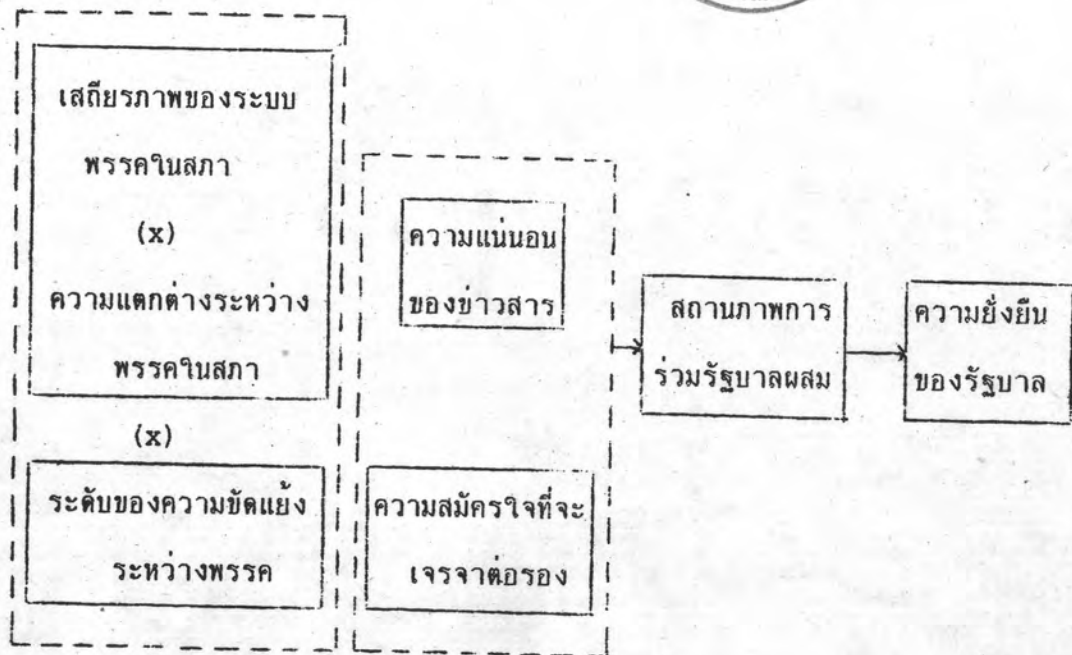 เสถียรภาพของระบบ
พรรคในสภา
(x)
ความแตกต่างระหว่าง
พรรคในสภา
(x)
ระดับของความขัดแย้ง
ระหว่างพรรค
ความแน่นอน
ของข่าวสาร
ความสมัครใจที่จะ
เจรจาต่อรอง
สถานภาพการ
ร่วมรัฐบาลผสม
ความยั่งยืน
ของรัฐบาล